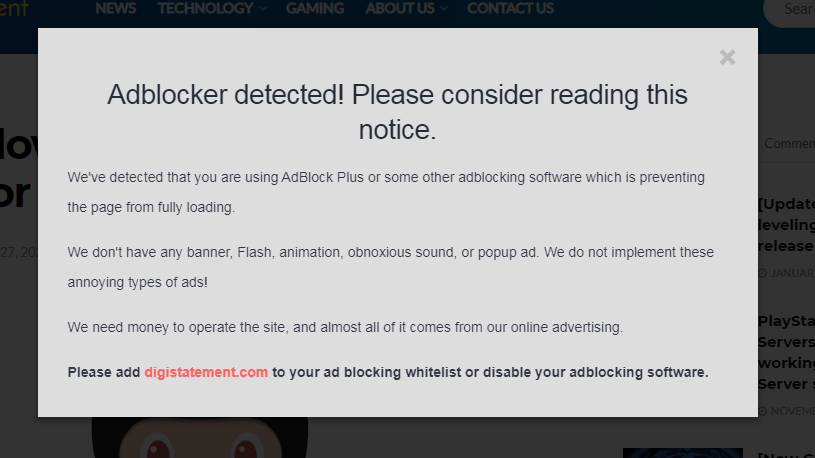 NEWS TECHNOLOGY GAMING ABOUT US CONTACT US
Adblocker detected! Please consider reading this
notice.
We've detected that you are using AdBlock Plus or some other adblocking software which is preventing
the page from fully loading.
We don't have any banner, Flash, animation, obnoxious sound, or popup ad. We do not implement these
annoying types of ads!
We need money to operate the site, and almost all of it comes from our online advertising.
Please add digistatement.com to your ad blocking whitelist or disable your adblocking software.
or
27, 20
Commen
[Update
leveling
release
JANUAR
PlaySta
Servers
working
Server s
NOVEM